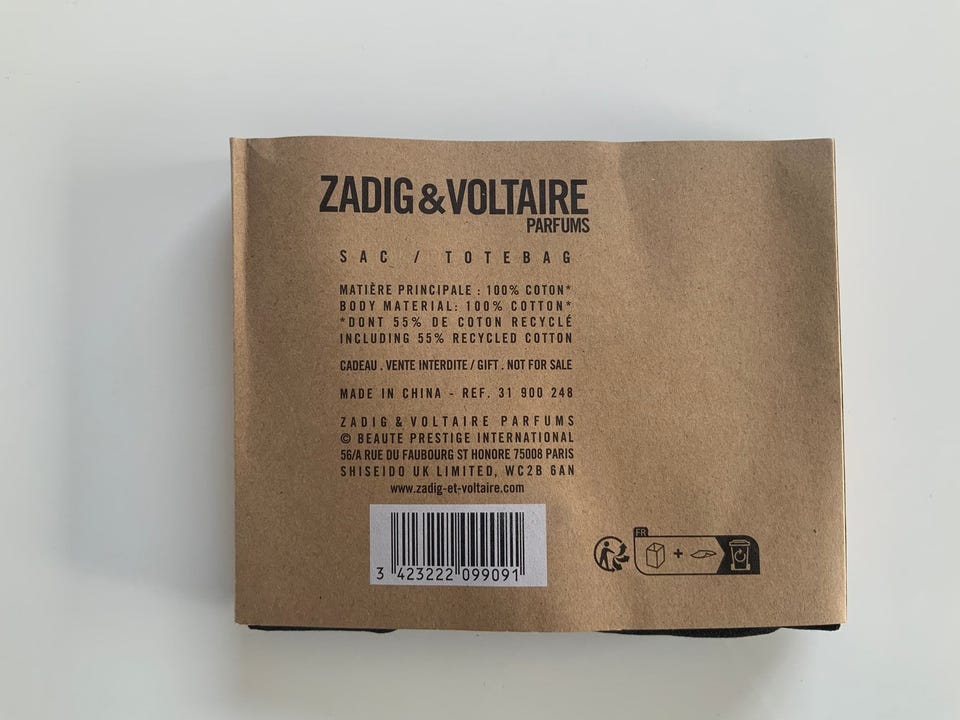 ZADIG & VOLTAIRE
PARFUMS
SAC / TOTEBAG
MATIÈRE PRINCIPALE : 100% COTON*
BODY MATERIAL: 100% COTTON*
*DONT 55% DE COTON RECYCLÉ
INCLUDING 55% RECYCLED COTTON
CADEAU . VENTE INTERDITE / GIFT . NOT FOR SALE
MADE IN CHINA - REF. 31 900 248
ZADIG & VOLTAIRE PARFUMS
© BEAUTE PRESTIGE INTERNATIONAL
56/A RUE DU FAUBOURG ST HONORE 75008 PARIS
SHISEIDO UK LIMITED, WC2B 6AN
www.zadig-et-voltaire.com
3 423222 099091
FR
+